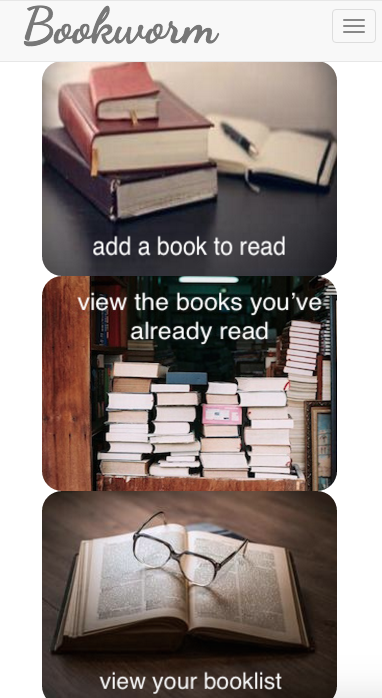 Bookworm
add a book to read
view the books you've
already read
view your booklist